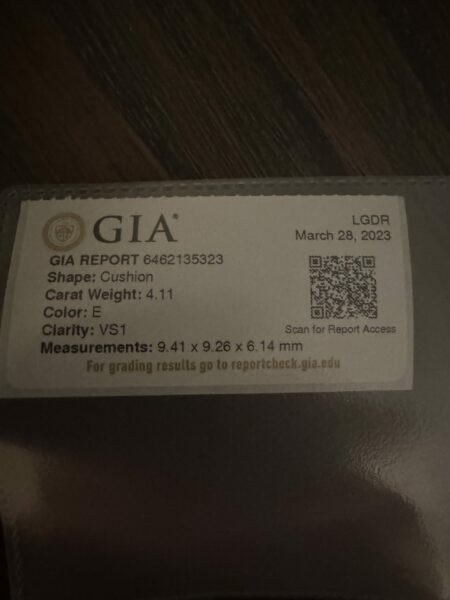 GIA®
LGDR
March 28, 2023
GIA REPORT 6462135323
Shape: Cushion
Carat Weight: 4.11
Color: E
Clarity: VS1
Measurements: 9.41 x 9.26 x 6.14 mm
Scan for Report Access
For grading results go to reportcheck.gia.edu